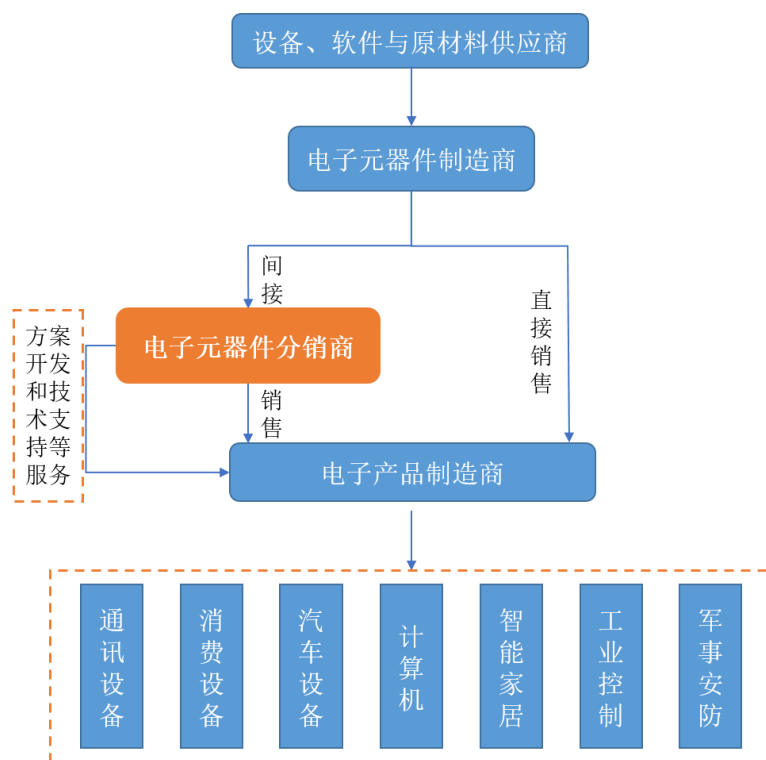 设备、软件与原材料供应商
电子元器件制造商
间接
直接销售
电子元器件分销商
方案
开发
和技
术支
持等
服务
销售
电子产品制造商
通讯设备
消费设备
汽车设备
计算机
智能家居
工业控制
军事安防